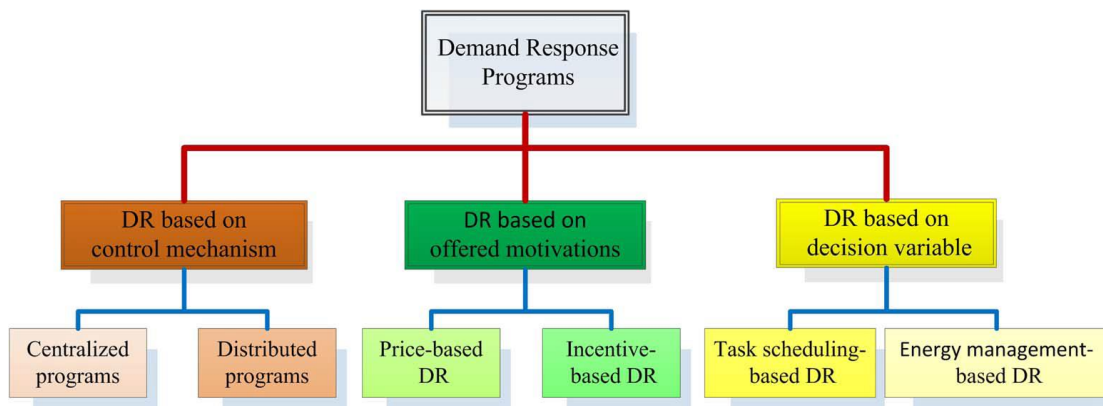 Demand Response
Programs
DR based on
control mechanism
DR based on
offered motivations
DR based on
decision variable
Centralized
programs
Distributed
programs
Price-based
DR
Incentive-
based DR
Task scheduling-
based DR
Energy management-
based DR